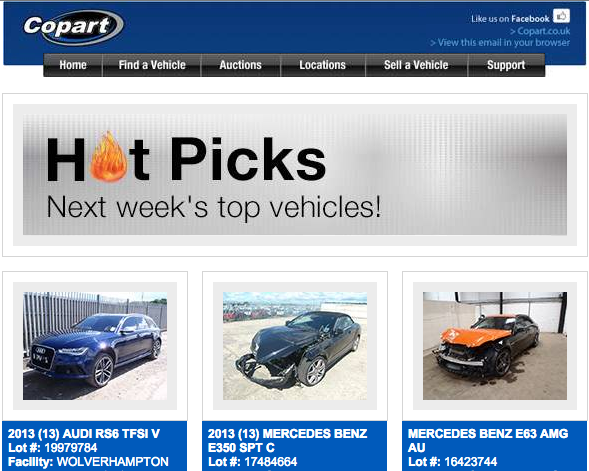 Copart
Like us on Facebook
> Copart.co.uk
> View this email in your browser
Home Find a Vehicle Auctions Locations Sell a Vehicle Support
Hot Picks
Next week's top vehicles!
2013 (13) AUDI RS6 TFSI V
Lot #: 19979784
Facility: WOLVERHAMPTON
2013 (13) MERCEDES BENZ
E350 SPT C
Lot #: 17484664
MERCEDES BENZ E63 AMG
AU
Lot #: 16423744